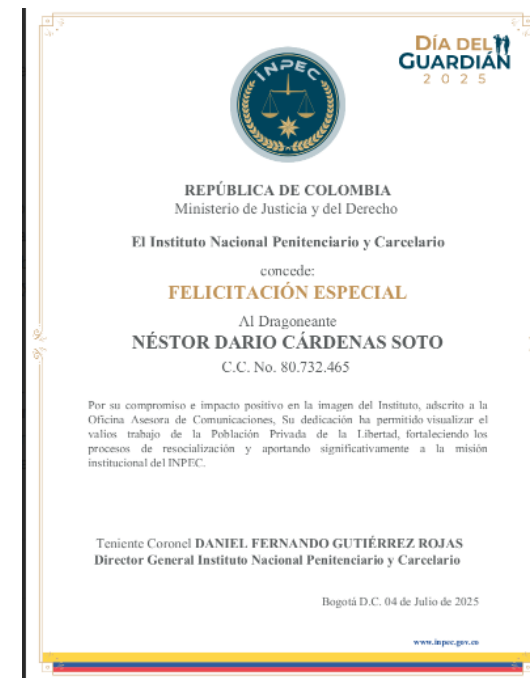 DÍA DEL
GUARDIÁN
2025
INPEC
REPÚBLICA DE COLOMBIA
Ministerio de Justicia y del Derecho
El Instituto Nacional Penitenciario y Carcelario
concede:
FELICITACIÓN ESPECIAL
Al Dragoneante
NÉSTOR DARIO CÁRDENAS SOTO
C.C. No. 80.732.465
Por su compromiso e impacto positivo en la imagen del Instituto, adscrito a la
Oficina Asesora de Comunicaciones, Su dedicación ha permitido visualizar el
valios trabajo de la Población Privada de la Libertad, fortaleciendo los
procesos de resocialización y aportando significativamente a la misión
institucional del INPEC.
Teniente Coronel DANIEL FERNANDO GUTIÉRREZ ROJAS
Director General Instituto Nacional Penitenciario y Carcelario
Bogotá D.C. 04 de Julio de 2025
www.inpec.gov.co